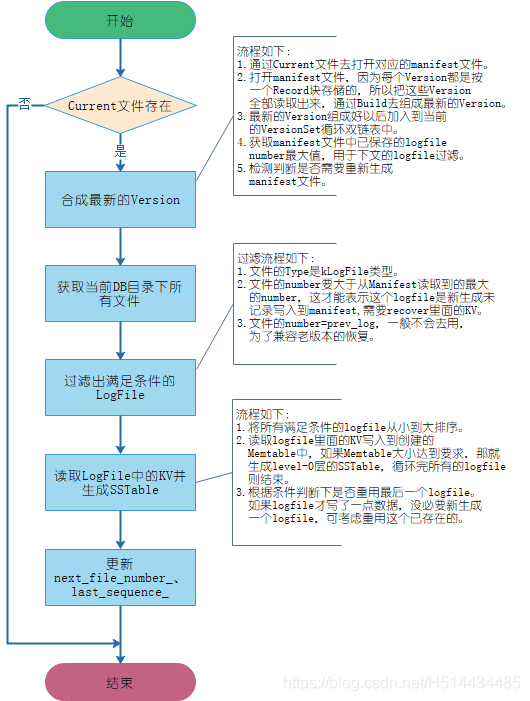 开始
Current文件存在
否
是
流程如下:
1.通过Current文件去打开对应的manifest文件。
2.打开manifest文件，因为每个Version都是按
一个Record块存储的，所以把这些Version
全部读取出来，通过Build去组成最新的Version。
3.最新的Version组成好以后加入到当前
的VersionSet循环双链表中。
4.获取manifest文件中已保存的logfile
number最大值，用于下文的logfile过滤。
5.检测判断是否需要重新生成
manifest文件。
合成最新的Version
获取当前DB目录下所
有文件
过滤流程如下:
1.文件的Type是kLogFile类型。
2.文件的number要大于从Manifest读取到的最大
的number，这才能表示这个logfile是新生成未
记录写入到manifest,需要recover里面的KV。
3.文件的number=prev_log，一般不会去用，
为了兼容老版本的恢复。
过滤出满足条件的
LogFile
流程如下:
1.将所有满足条件的logfile从小到大排序。
2.读取logfile里面的KV写入到创建的
Memtable中，如果Memtable大小达到要求，那就
生成level-0层的SSTable，循环完所有的logfile
则结束。
3.根据条件判断下是否重用最后一个logfile。
如果logfile才写了一点数据，没必要新生成
一个logfile，可考虑重用这个已存在的。
读取LogFile中的KV并
生成SSTable
更新
next_file_number_、
last_sequence_
结束
https://blog.csdn.net/H514434485